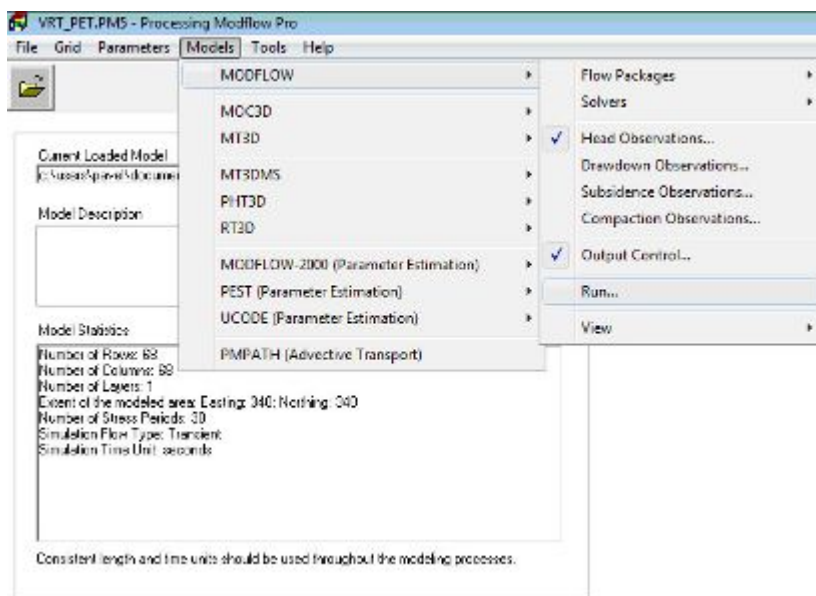 VRT_PET.PM5 - Processing Modflow Pro
File Grid Parameters Models Tools Help
MODFLOW
MOC3D
MT3D
MT3DMS
PHT3D
RT3D
MODFLOW-2000 (Parameter Estimation)
PEST (Parameter Estimation)
UCODE (Parameter Estimation)
PMPATH (Advective Transport)
Flow Packages
Solvers
Head Observations...
Drawdown Observations...
Subsidence Observations...
Compaction Observations...
Output Control...
Run...
View
Current Loaded Model
c:\users\pavel\documen
Model Description
Model Statistics
Number of Rows: 68
Number of Columns: 68
Number of Layers: 1
Extent of the modeled area: Easting: 340; Northing: 340
Number of Stress Periods: 30
Simulation Flow Type: Transient
Simulation Time Unit: seconds
Consistent length and time units should be used throughout the modeling processes.